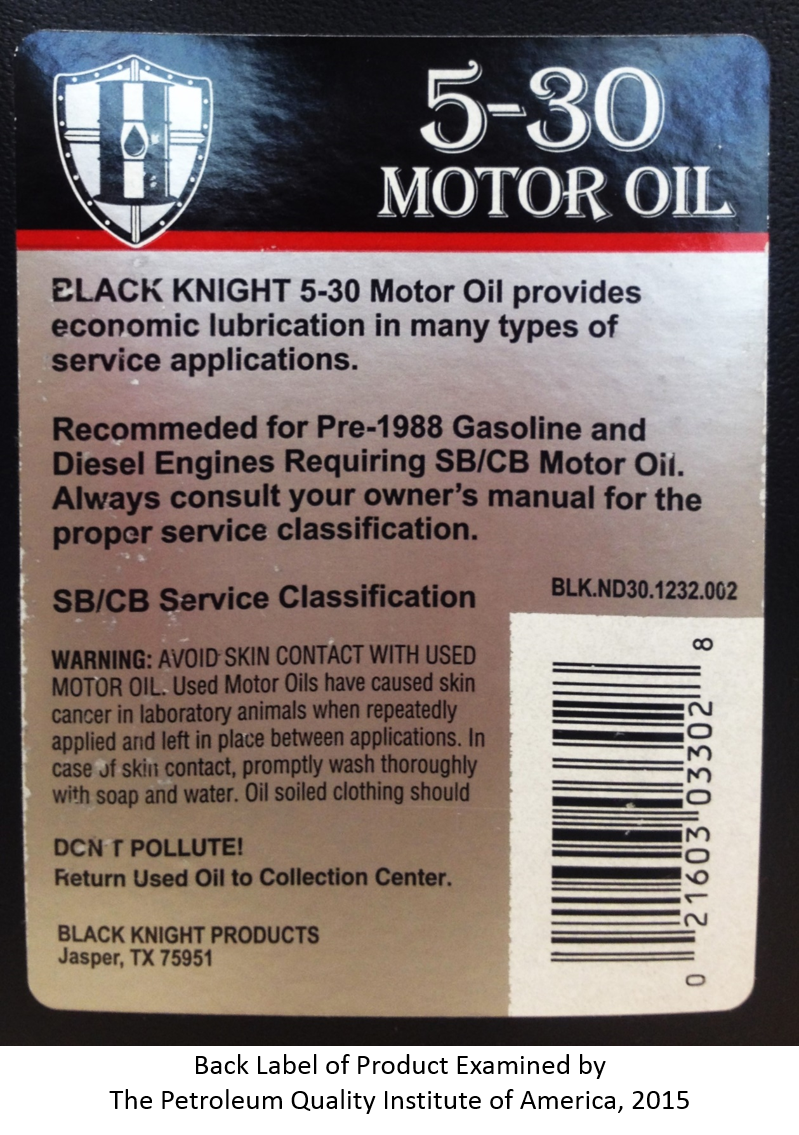 5-30
MOTOR OIL
BLACK KNIGHT 5-30 Motor Oil provides
economic lubrication in many types of
service applications.
Recommeded for Pre-1988 Gasoline and
Diesel Engines Requiring SB/CB Motor Oil.
Always consult your owner's manual for the
proper service classification.
SB/CB Service Classification
BLK.ND30.1232.002
WARNING: AVOID SKIN CONTACT WITH USED
MOTOR OIL. Used Motor Oils have caused skin
cancer in laboratory animals when repeatedly
applied and left in place between applications. In
case of skin contact, promptly wash thoroughly
with soap and water. Oil soiled clothing should
DON'T POLLUTE!
Return Used Oil to Collection Center.
BLACK KNIGHT PRODUCTS
Jasper, TX 75951
0 21603 03302 8
Back Label of Product Examined by
The Petroleum Quality Institute of America, 2015